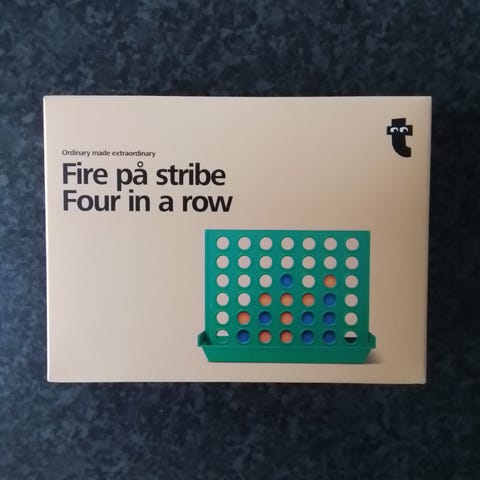 Ordinary made extraordinary
Fire på stribe
Four in a row
t